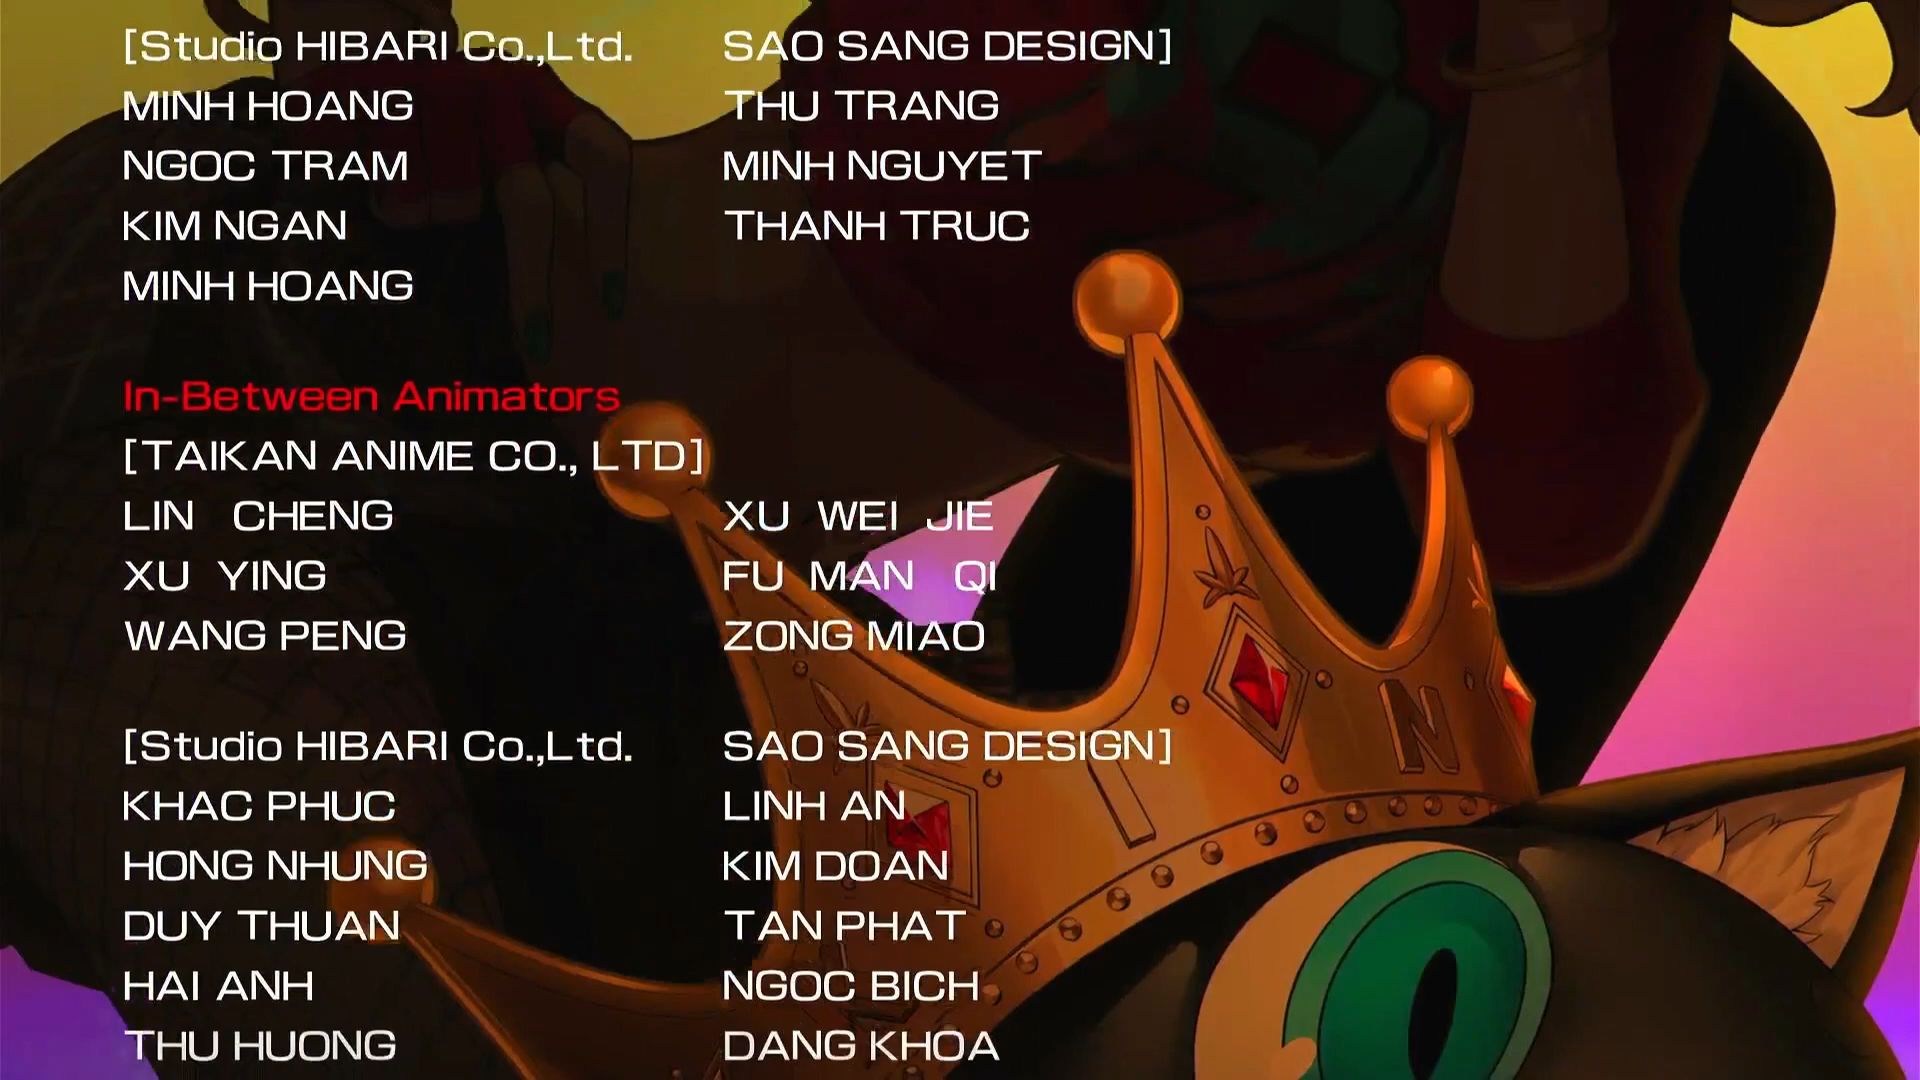 [Studio HIBARI Co.,Ltd. SAO SANG DESIGN]
MINH HOANG THU TRANG
NGOC TRAM MINH NGUYET
KIM NGAN THANH TRUC
MINH HOANG
In-Between Animators
[TAIKAN ANIME CO., LTD]
LIN CHENG XU WEI JIE
XU YING FU MAN QI
WANG PENG ZONG MIAO
[Studio HIBARI Co.,Ltd. SAO SANG DESIGN]
KHAC PHUC LINH AN
HONG NHUNG KIM DOAN
DUY THUAN TAN PHAT
HAI ANH NGOC BICH
THU HUONG DANG KHOA
I N